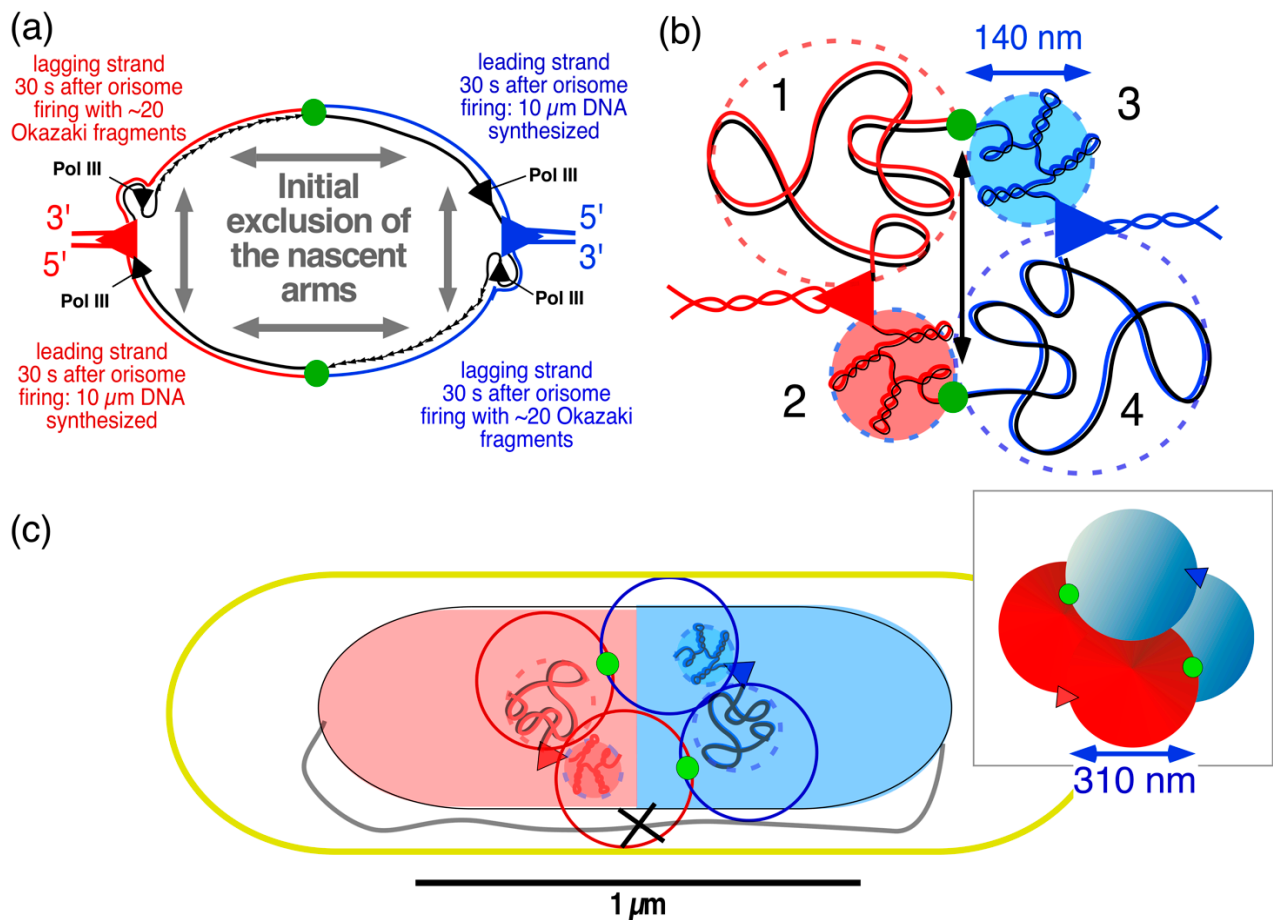 (a)
lagging strand
30 s after orisome
firing with ~20
Okazaki fragments
leading strand
30 s after orisome
firing: 10 µm DNA
synthesized
Pol III
Pol III
3'
5'
Initial
exclusion of
the nascent
arms
5'
3'
Pol III
Pol III
leading strand
30 s after orisome
firing: 10 µm DNA
synthesized
lagging strand
30 s after orisome
firing with ~20 Okazaki
fragments
(b)
140 nm
1
3
2
4
(c)
310 nm
1 µm